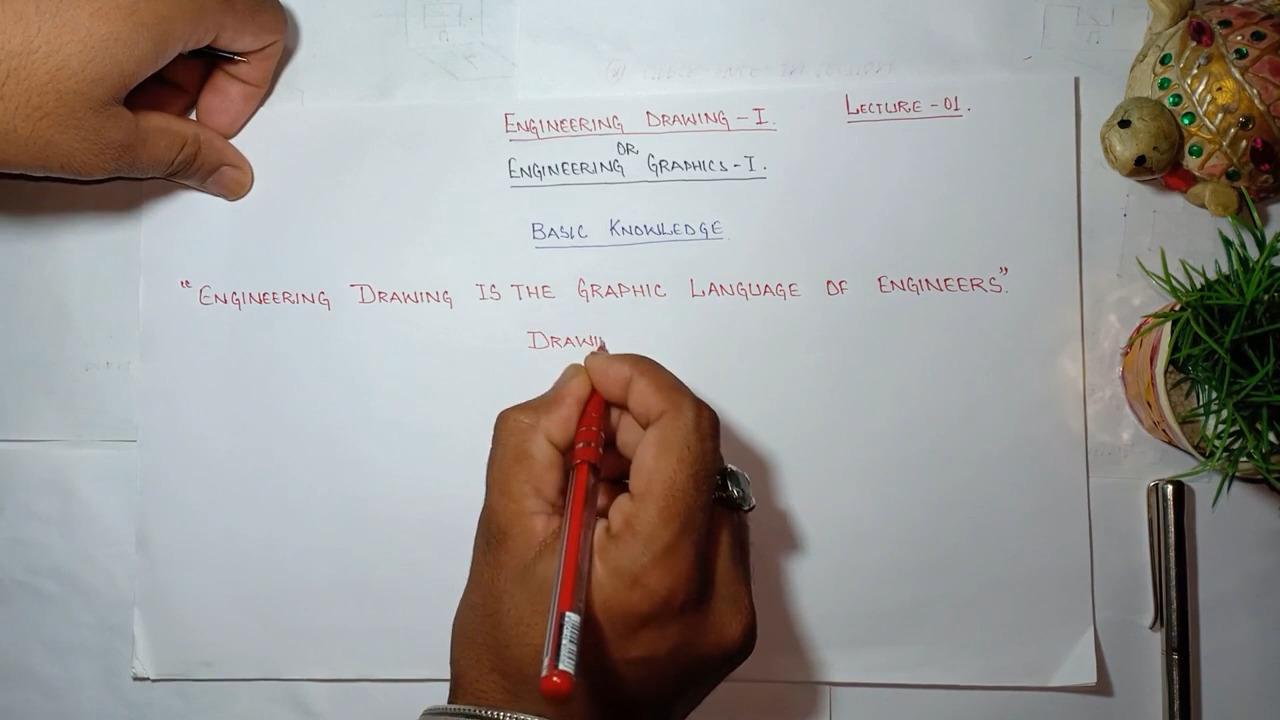 ENGINEERING DRAWING - I.
LECTURE - 01.
OR,
ENGINEERING GRAPHICS - I.
BASIC KNOWLEDGE
"ENGINEERING DRAWING IS THE GRAPHIC LANGUAGE OF ENGINEERS."
DRAWI